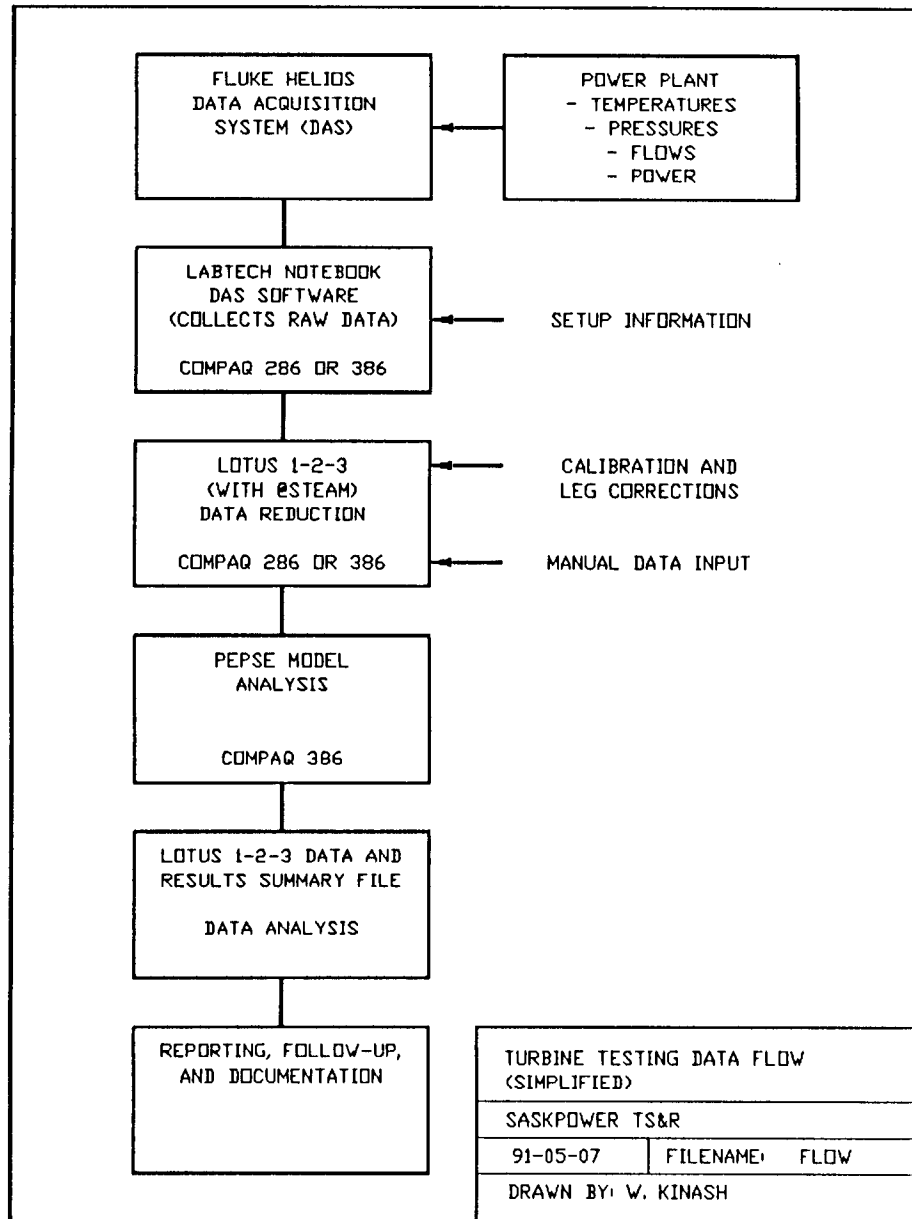 FLUKE HELIOS
DATA ACQUISITION
SYSTEM (DAS)
POWER PLANT
- TEMPERATURES
- PRESSURES
- FLOWS
- POWER
LABTECH NOTEBOOK
DAS SOFTWARE
(COLLECTS RAW DATA)
COMPAQ 286 OR 386
SETUP INFORMATION
LOTUS 1-2-3
(WITH @STEAM)
DATA REDUCTION
COMPAQ 286 OR 386
CALIBRATION AND
LEG CORRECTIONS
MANUAL DATA INPUT
PEPSE MODEL
ANALYSIS
COMPAQ 386
LOTUS 1-2-3 DATA AND
RESULTS SUMMARY FILE
DATA ANALYSIS
REPORTING, FOLLOW-UP,
AND DOCUMENTATION
TURBINE TESTING DATA FLOW
(SIMPLIFIED)
SASKPOWER TS&R
91-05-07 FILENAME: FLOW
DRAWN BY: W. KINASH